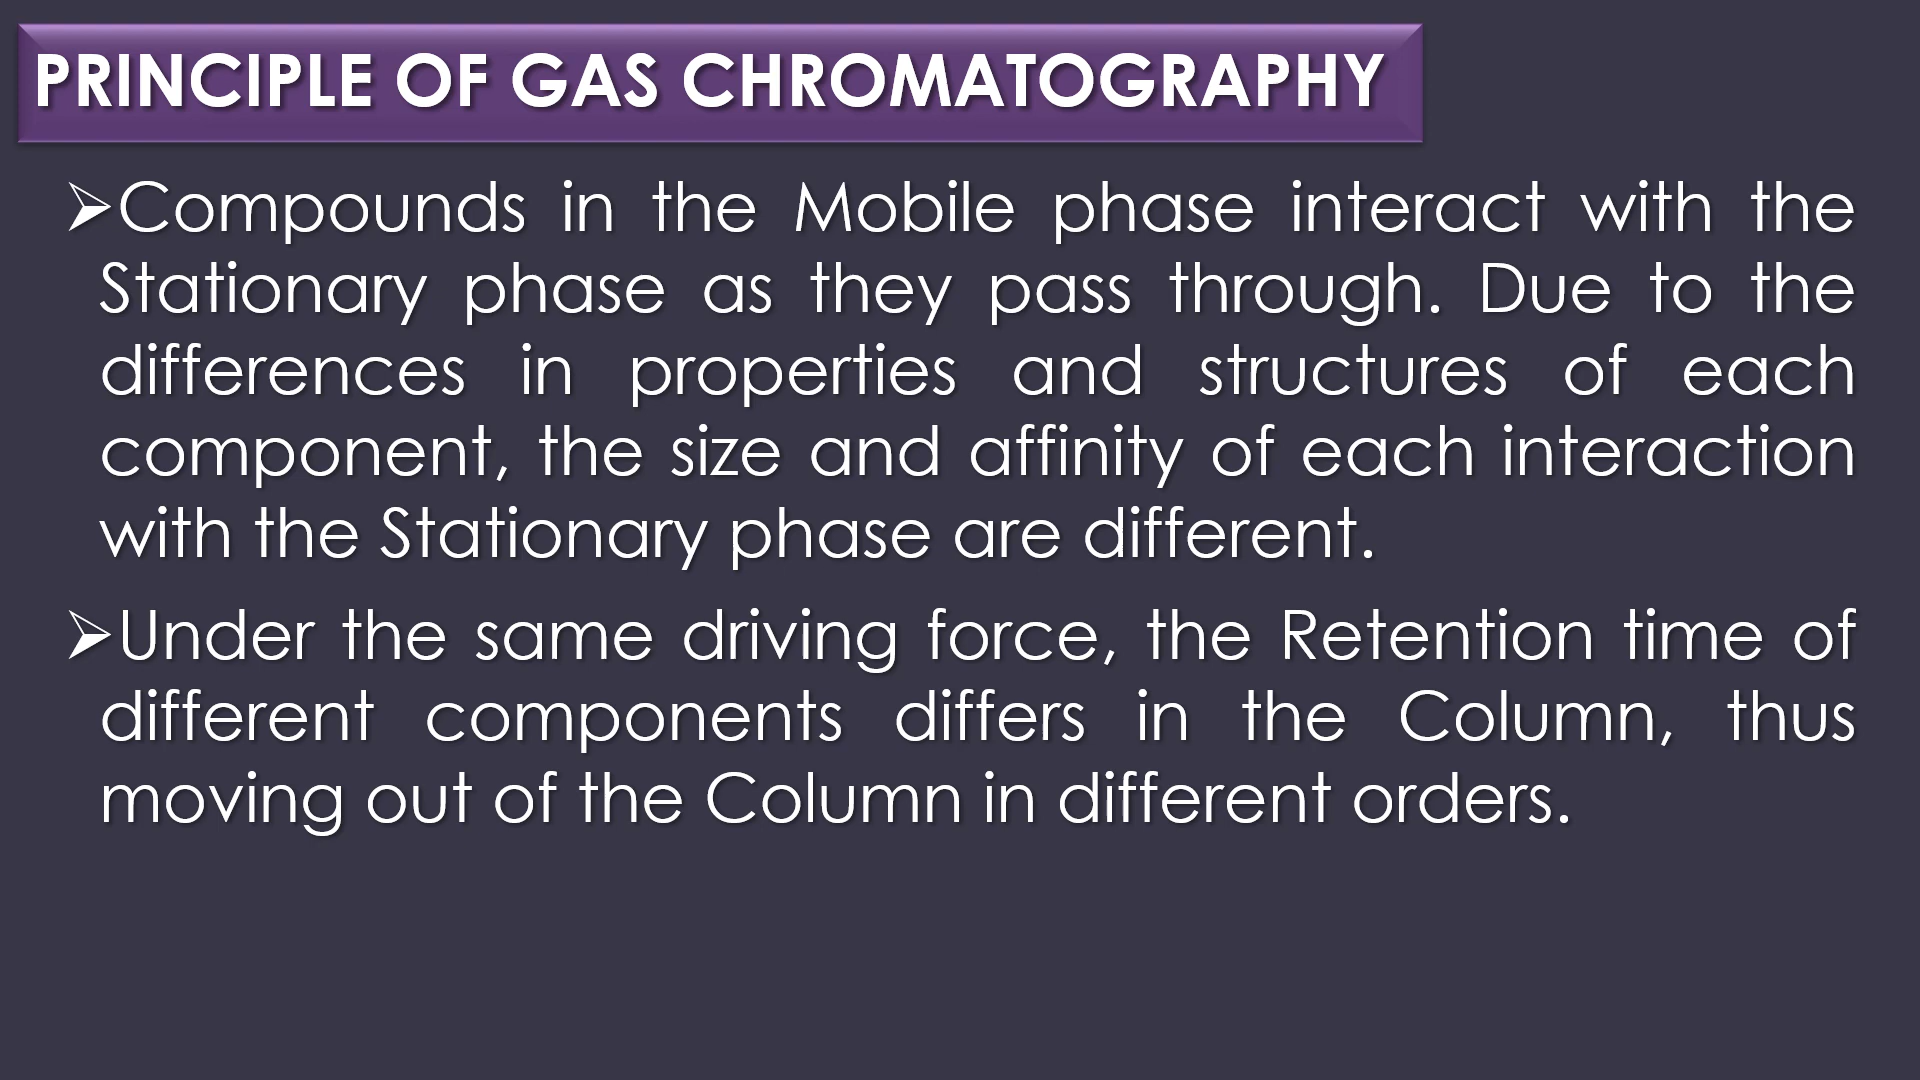 PRINCIPLE OF GAS CHROMATOGRAPHY
➢Compounds in the Mobile phase interact with the
Stationary phase as they pass through. Due to the
differences in properties and structures of each
component, the size and affinity of each interaction
with the Stationary phase are different.
➢Under the same driving force, the Retention time of
different components differs in the Column, thus
moving out of the Column in different orders.